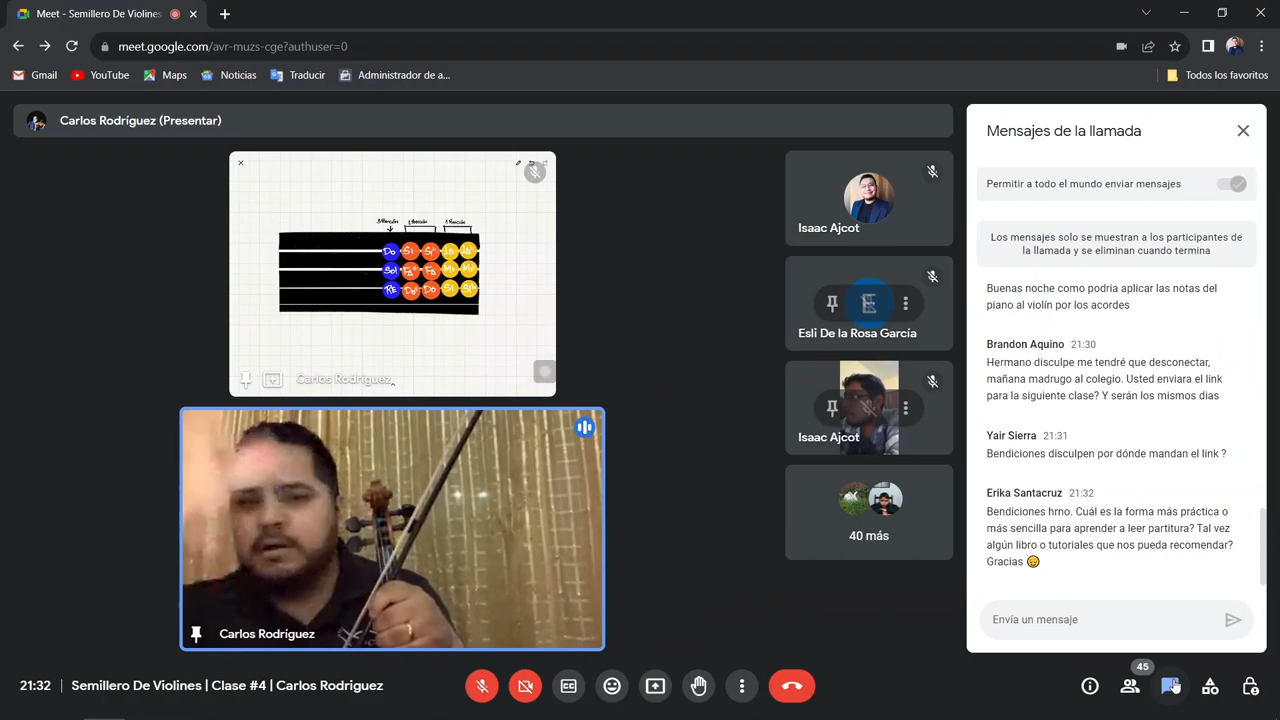 Meet - Semillero De Violines
meet.google.com/avr-muzs-cge?authuser=0
Gmail
YouTube
Maps
Noticias
Traducir
Administrador de a...
Todos los favoritos
Carlos Rodríguez (Presentar)
Mensajes de la llamada
Permitir a todo el mundo enviar mensajes
Los mensajes solo se muestran a los participantes de
la llamada y se eliminan cuando termina
Buenas noche como podria aplicar las notas del
piano al violín por los acordes
Brandon Aquino 21:30
Hermano disculpe me tendré que desconectar,
mañana madrugo al colegio. Usted enviara el link
para la siguiente clase? Y serán los mismos dias
Yair Sierra 21:31
Bendiciones disculpen por dónde mandan el link ?
Erika Santacruz 21:32
Bendiciones hrno. Cuál es la forma más práctica o
más sencilla para aprender a leer partitura? Tal vez
algún libro o tutoriales que nos pueda recomendar?
Gracias
Envía un mensaje
Do Si
Sol Fa
RE Do Do Si
Carlos Rodríguez
Carlos Rodríguez
Isaac Ajcot
E
Esli De la Rosa García
Isaac Ajcot
40 más
21:32 | Semillero De Violines | Clase #4 | Carlos Rodriguez
45